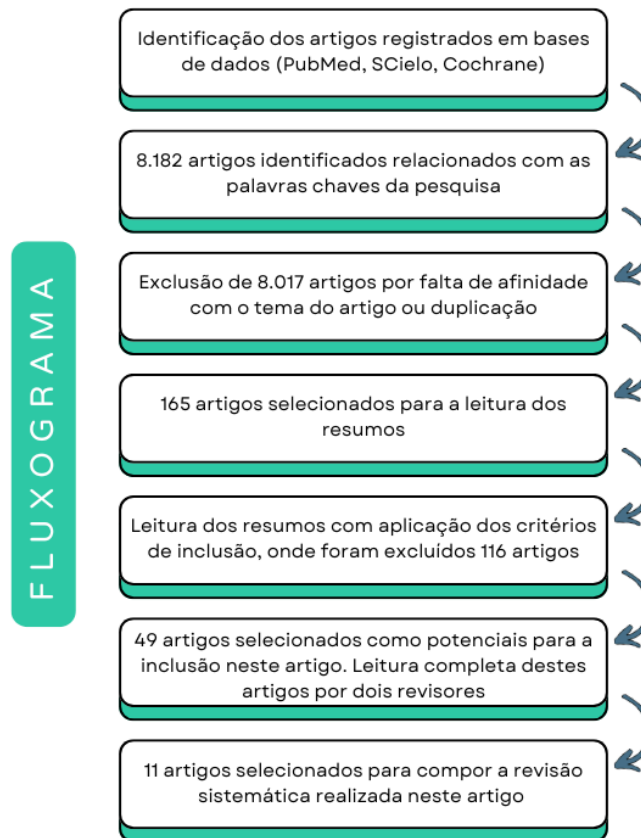 FLUXOGRAMA
Identificação dos artigos registrados em bases
de dados (PubMed, SCielo, Cochrane)
8.182 artigos identificados relacionados com as
palavras chaves da pesquisa
Exclusão de 8.017 artigos por falta de afinidade
com o tema do artigo ou duplicação
165 artigos selecionados para a leitura dos
resumos
Leitura dos resumos com aplicação dos critérios
de inclusão, onde foram excluídos 116 artigos
49 artigos selecionados como potenciais para a
inclusão neste artigo. Leitura completa destes
artigos por dois revisores
11 artigos selecionados para compor a revisão
sistemática realizada neste artigo